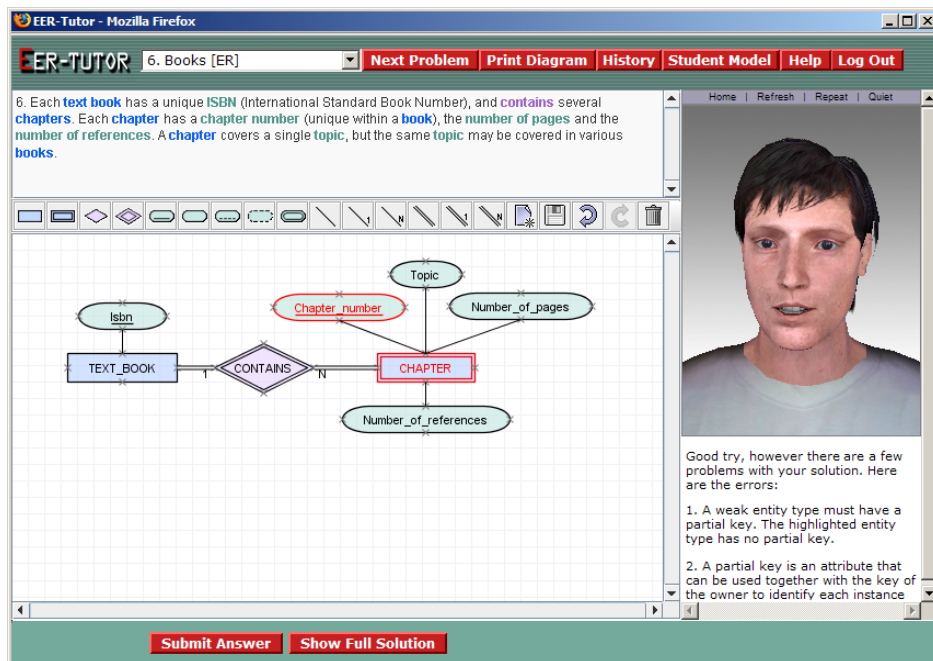 EER-Tutor - Mozilla Firefox
EER-TUTOR
6. Books [ER]
Next Problem
Print Diagram
History
Student Model
Help
Log Out
6. Each text book has a unique ISBN (International Standard Book Number), and contains several
chapters. Each chapter has a chapter number (unique within a book), the number of pages and the
number of references. A chapter covers a single topic, but the same topic may be covered in various
books.
Home | Refresh | Repeat | Quiet
1
N
1
N
Topic
Chapter_number
Number_of_pages
Isbn
TEXT_BOOK
1
CONTAINS
N
CHAPTER
Number_of_references
Good try, however there are a few
problems with your solution. Here
are the errors:
1. A weak entity type must have a
partial key. The highlighted entity
type has no partial key.
2. A partial key is an attribute that
can be used together with the key of
the owner to identify each instance
Submit Answer
Show Full Solution